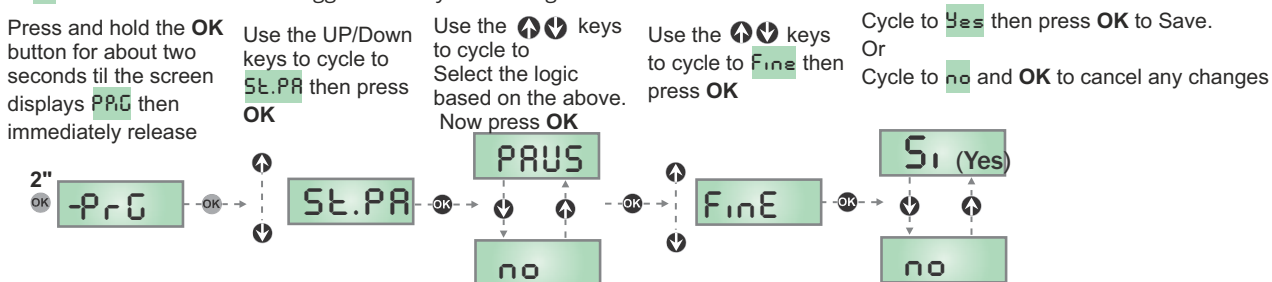 Press and hold the OK
button for about two
seconds til the screen
displays PRG then
immediately release
Use the UP/Down
keys to cycle to
St.PA then press
OK
Use the keys
to cycle to
Select the logic
based on the above.
Now press OK
Use the keys
to cycle to Fine then
press OK
Cycle to Yes then press OK to Save.
Or
Cycle to no and OK to cancel any changes
2"
OK
-PrG
OK
St.PA
OK
PAUS
no
OK
FinE
OK
Si (Yes)
no